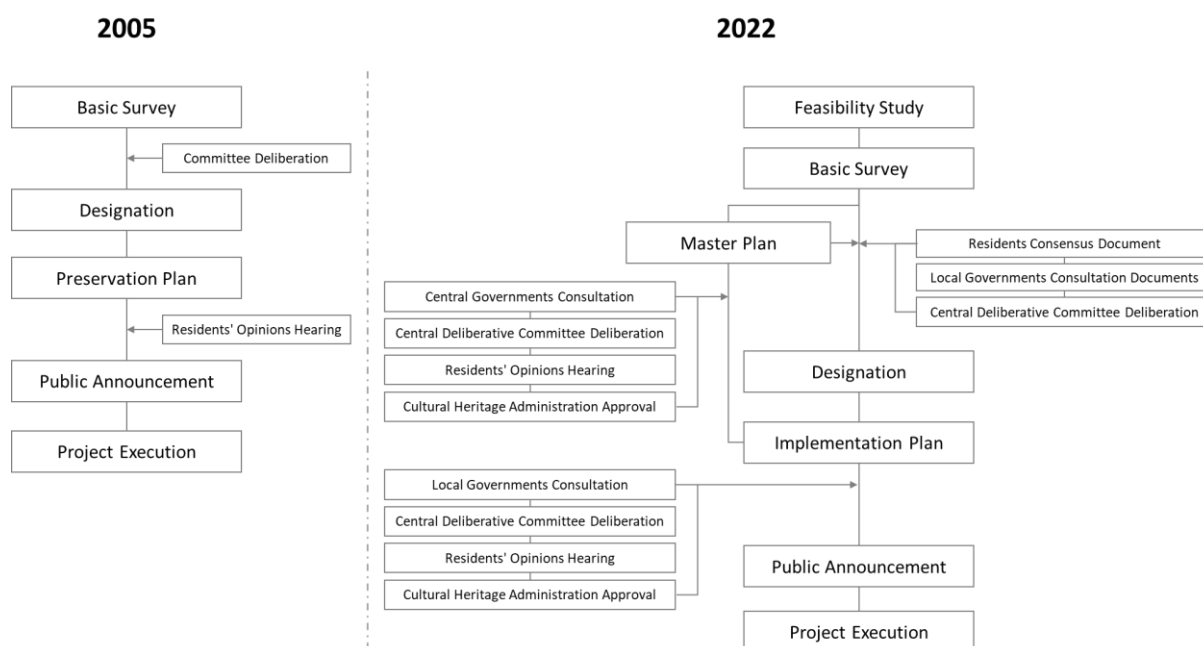 2005
Basic Survey
Committee Deliberation
Designation
Preservation Plan
Residents' Opinions Hearing
Public Announcement
Project Execution
2022
Feasibility Study
Basic Survey
Master Plan
Residents Consensus Document
Local Governments Consultation Documents
Central Deliberative Committee Deliberation
Central Governments Consultation
Central Deliberative Committee Deliberation
Residents' Opinions Hearing
Cultural Heritage Administration Approval
Designation
Implementation Plan
Local Governments Consultation
Central Deliberative Committee Deliberation
Residents' Opinions Hearing
Cultural Heritage Administration Approval
Public Announcement
Project Execution